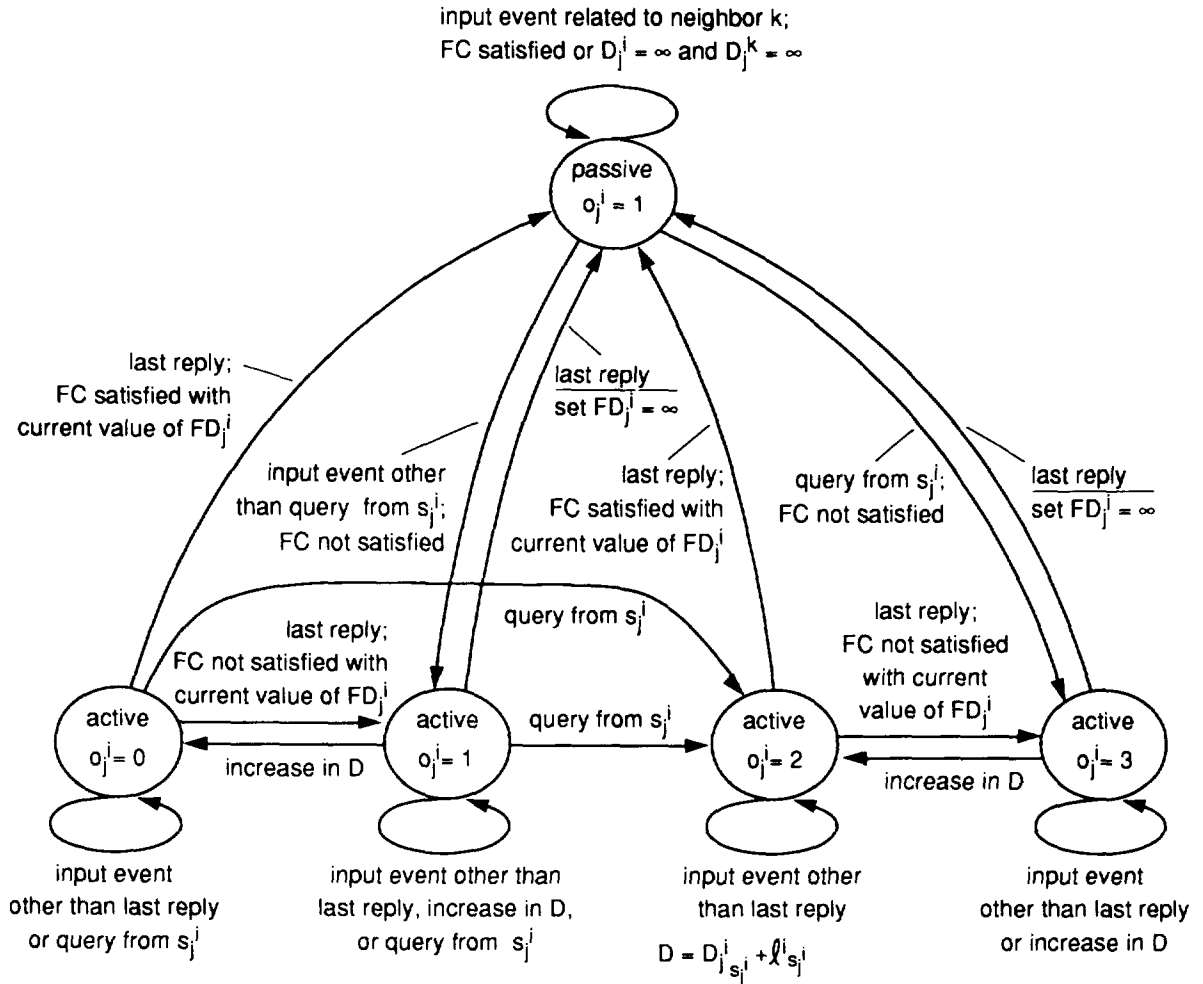 input event related to neighbor k;
FC satisfied or D_j^i = ∞ and D_j^k = ∞
passive
o_j^i = 1
last reply;
FC satisfied with
current value of FD_j^i
input event other
than query from s_j^i;
FC not satisfied
last reply
set FD_j^i = ∞
last reply;
FC satisfied with
current value of FD_j^i
query from s_j^i;
FC not satisfied
last reply
set FD_j^i = ∞
query from s_j^i
last reply;
FC not satisfied with
current value of FD_j^i
last reply;
FC not satisfied
with current
value of FD_j^i
active
o_j^i = 0
increase in D
active
o_j^i = 1
query from s_j^i
active
o_j^i = 2
increase in D
active
o_j^i = 3
input event
other than last reply
or query from s_j^i
input event other than
last reply, increase in D,
or query from s_j^i
input event other
than last reply
D = D_{j s_j^i}^i + ℓ_{s_j^i}^i
input event
other than last reply
or increase in D